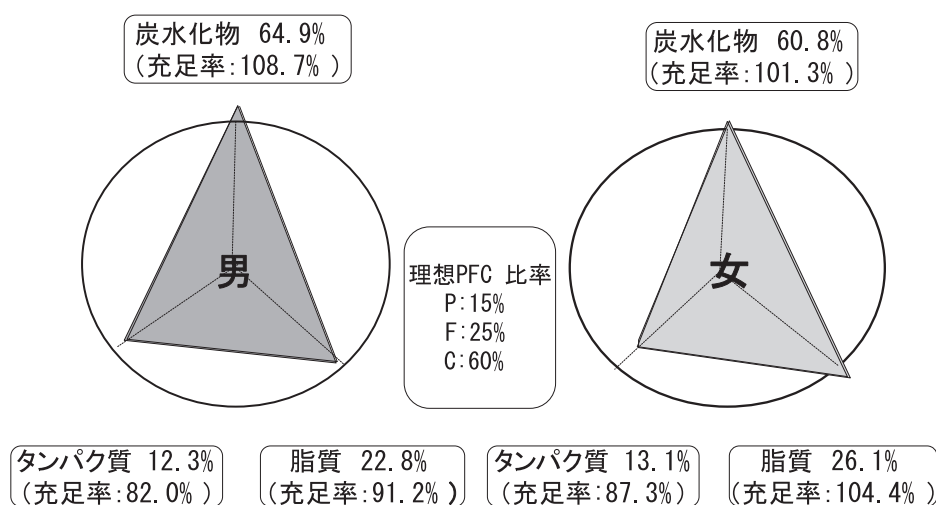 炭水化物 64.9%
(充足率:108.7% )
炭水化物 60.8%
(充足率:101.3% )
男
女
理想PFC 比率
P:15%
F:25%
C:60%
タンパク質 12.3%
(充足率:82.0% )
脂質 22.8%
(充足率:91.2% )
タンパク質 13.1%
(充足率:87.3%)
脂質 26.1%
(充足率:104.4% )